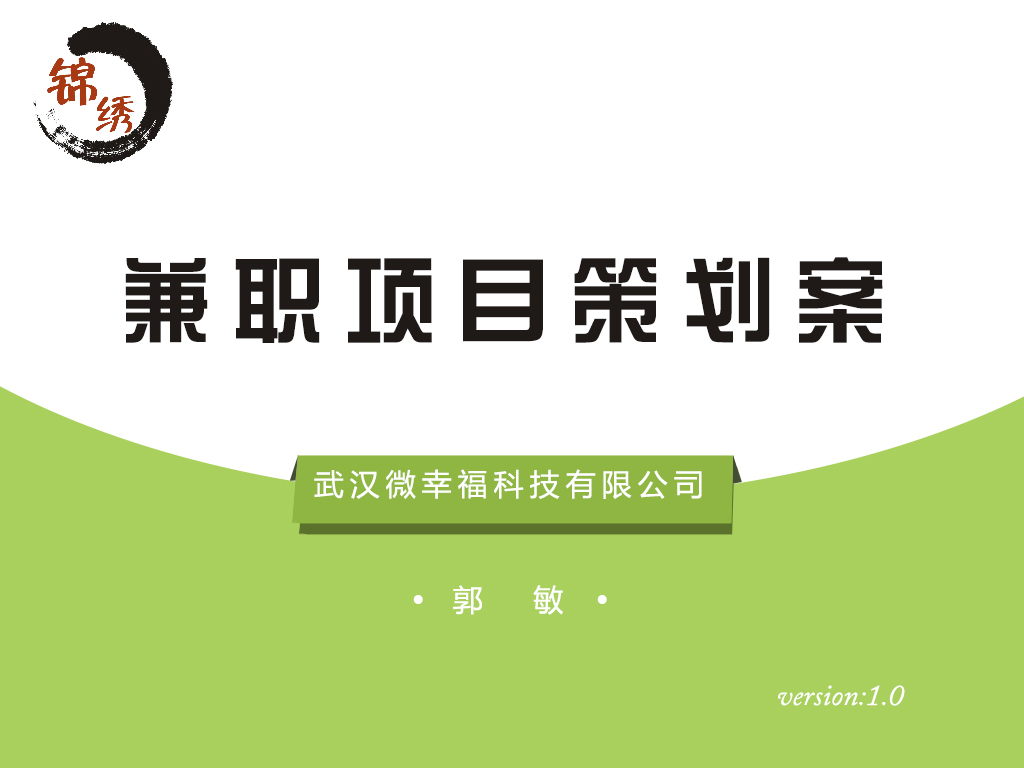 锦绣
兼职项目策划案
武汉微幸福科技有限公司
• 郭 敏 •
version:1.0